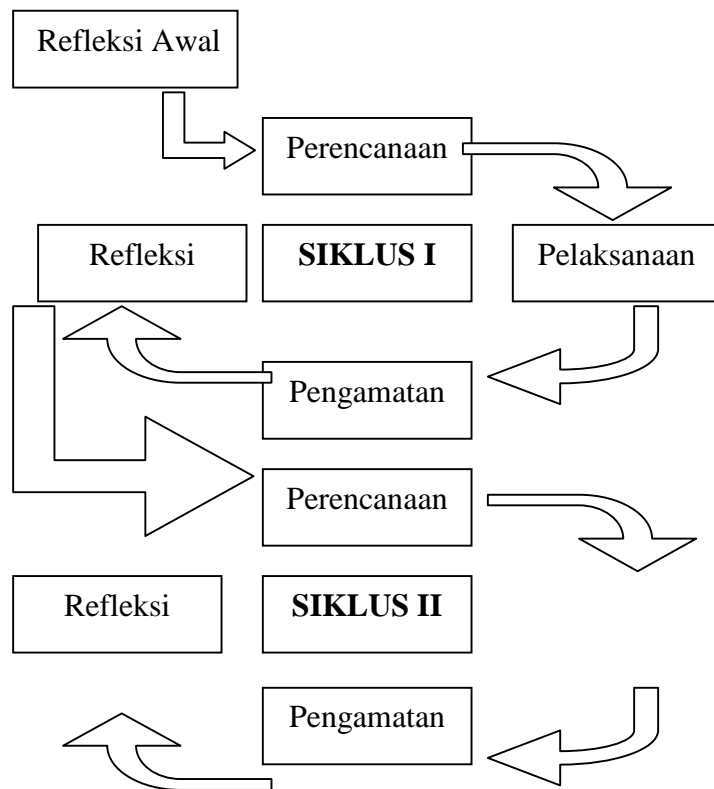 Refleksi Awal
Perencanaan
Refleksi
SIKLUS I
Pelaksanaan
Pengamatan
Perencanaan
Refleksi
SIKLUS II
Pengamatan